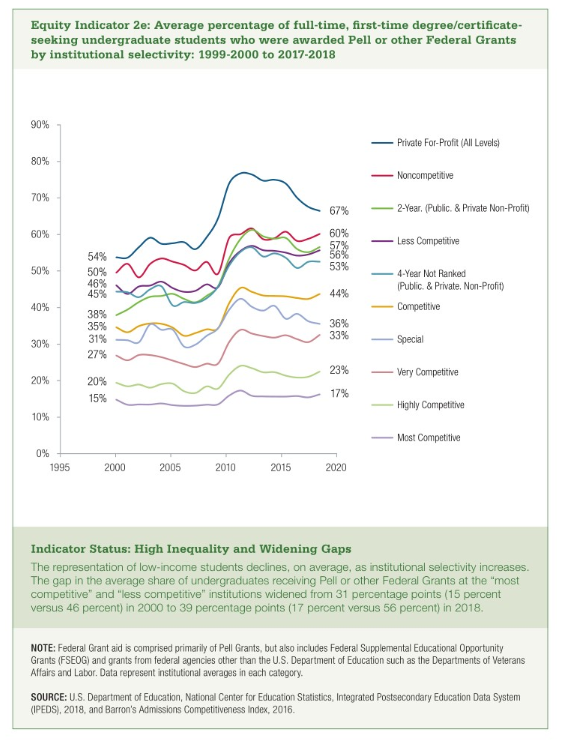 Equity Indicator 2e: Average percentage of full-time, first-time degree/certificate-
seeking undergraduate students who were awarded Pell or other Federal Grants
by institutional selectivity: 1999-2000 to 2017-2018
90%
80%
70%
60%
50%
40%
30%
20%
10%
0%
1995
2000
2005
2010
2015
2020
54%
50%
46%
45%
38%
35%
31%
27%
20%
15%
67%
60%
57%
56%
53%
44%
36%
33%
23%
17%
Private For-Profit (All Levels)
Noncompetitive
2-Year. (Public. & Private Non-Profit)
Less Competitive
4-Year Not Ranked
(Public. & Private. Non-Profit)
Competitive
Special
Very Competitive
Highly Competitive
Most Competitive
Indicator Status: High Inequality and Widening Gaps
The representation of low-income students declines, on average, as institutional selectivity increases.
The gap in the average share of undergraduates receiving Pell or other Federal Grants at the "most
competitive" and "less competitive" institutions widened from 31 percentage points (15 percent
versus 46 percent) in 2000 to 39 percentage points (17 percent versus 56 percent) in 2018.
NOTE: Federal Grant aid is comprised primarily of Pell Grants, but also includes Federal Supplemental Educational Opportunity
Grants (FSEOG) and grants from federal agencies other than the U.S. Department of Education such as the Departments of Veterans
Affairs and Labor. Data represent institutional averages in each category.
SOURCE: U.S. Department of Education, National Center for Education Statistics, Integrated Postsecondary Education Data System
(IPEDS), 2018, and Barron's Admissions Competitiveness Index, 2016.